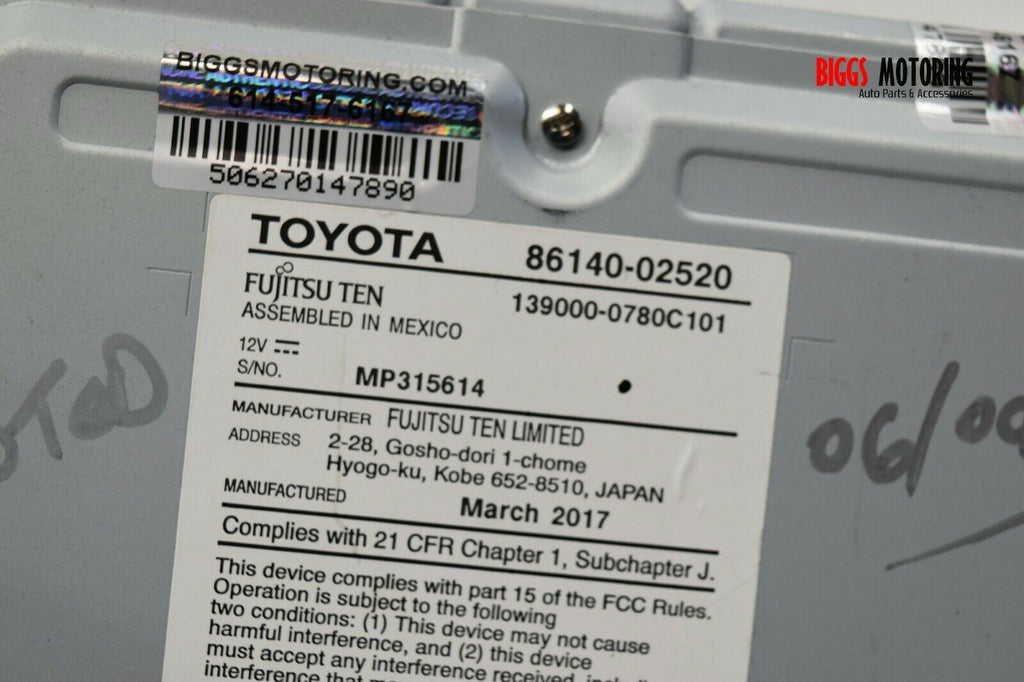 BIGGSMOTORING.COM
614-517-6167
506270147890
BIGGS MOTORING
Auto Parts & Accessories
TOYOTA 86140-02520
FUJITSU TEN 139000-0780C101
ASSEMBLED IN MEXICO
12V
S/NO. MP315614
MANUFACTURER FUJITSU TEN LIMITED
ADDRESS 2-28, Gosho-dori 1-chome
Hyogo-ku, Kobe 652-8510, JAPAN
MANUFACTURED March 2017
Complies with 21 CFR Chapter 1, Subchapter J.
This device complies with part 15 of the FCC Rules.
Operation is subject to the following
two conditions: (1) This device may not cause
harmful interference, and (2) this device
must accept any interference received,
interference that
06/